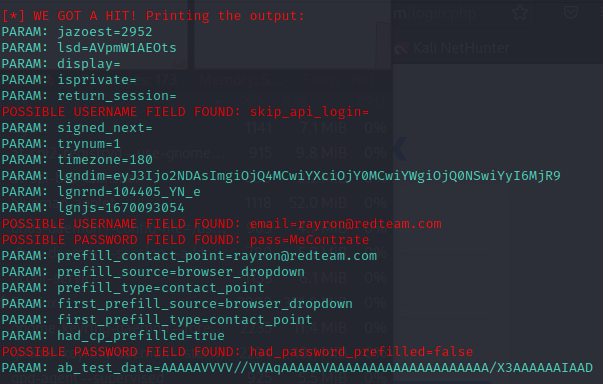 [*] WE GOT A HIT! Printing the output:
PARAM: jazoest=2952
PARAM: lsd=AVpmW1AEOts
PARAM: display=
PARAM: isprivate=
PARAM: return_session=
POSSIBLE USERNAME FIELD FOUND: skip_api_login=
PARAM: signed_next=
PARAM: trynum=1
PARAM: timezone=180
PARAM: lgndim=eyJ3Ijo2NDAsImgiOjQ4MCwiYXciOjY0MCwiYWgiOjQ0NSwiYyI6MjR9
PARAM: lgnrnd=104405_YN_e
PARAM: lgnjs=1670093054
POSSIBLE USERNAME FIELD FOUND: email=rayron@redteam.com
POSSIBLE PASSWORD FIELD FOUND: pass=MeContrate
PARAM: prefill_contact_point=rayron@redteam.com
PARAM: prefill_source=browser_dropdown
PARAM: prefill_type=contact_point
PARAM: first_prefill_source=browser_dropdown
PARAM: first_prefill_type=contact_point
PARAM: had_cp_prefilled=true
POSSIBLE PASSWORD FIELD FOUND: had_password_prefilled=false
PARAM: ab_test_data=AAAAAVVVV//VVAqAAAAAVAAAAAAAAAAAAAAAAAAAA/X3AAAAAAIAAD
Kali NetHunter